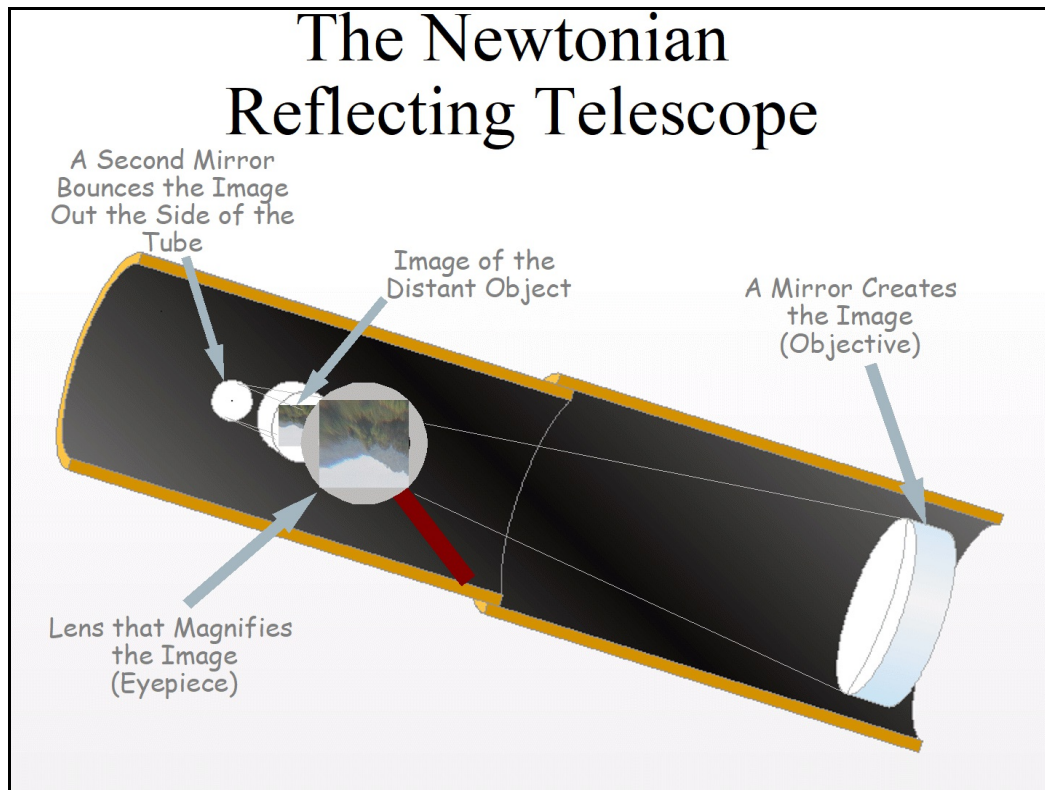 The Newtonian
Reflecting Telescope
A Second Mirror
Bounces the Image
Out the Side of the
Tube
Image of the
Distant Object
A Mirror Creates
the Image
(Objective)
Lens that Magnifies
the Image
(Eyepiece)